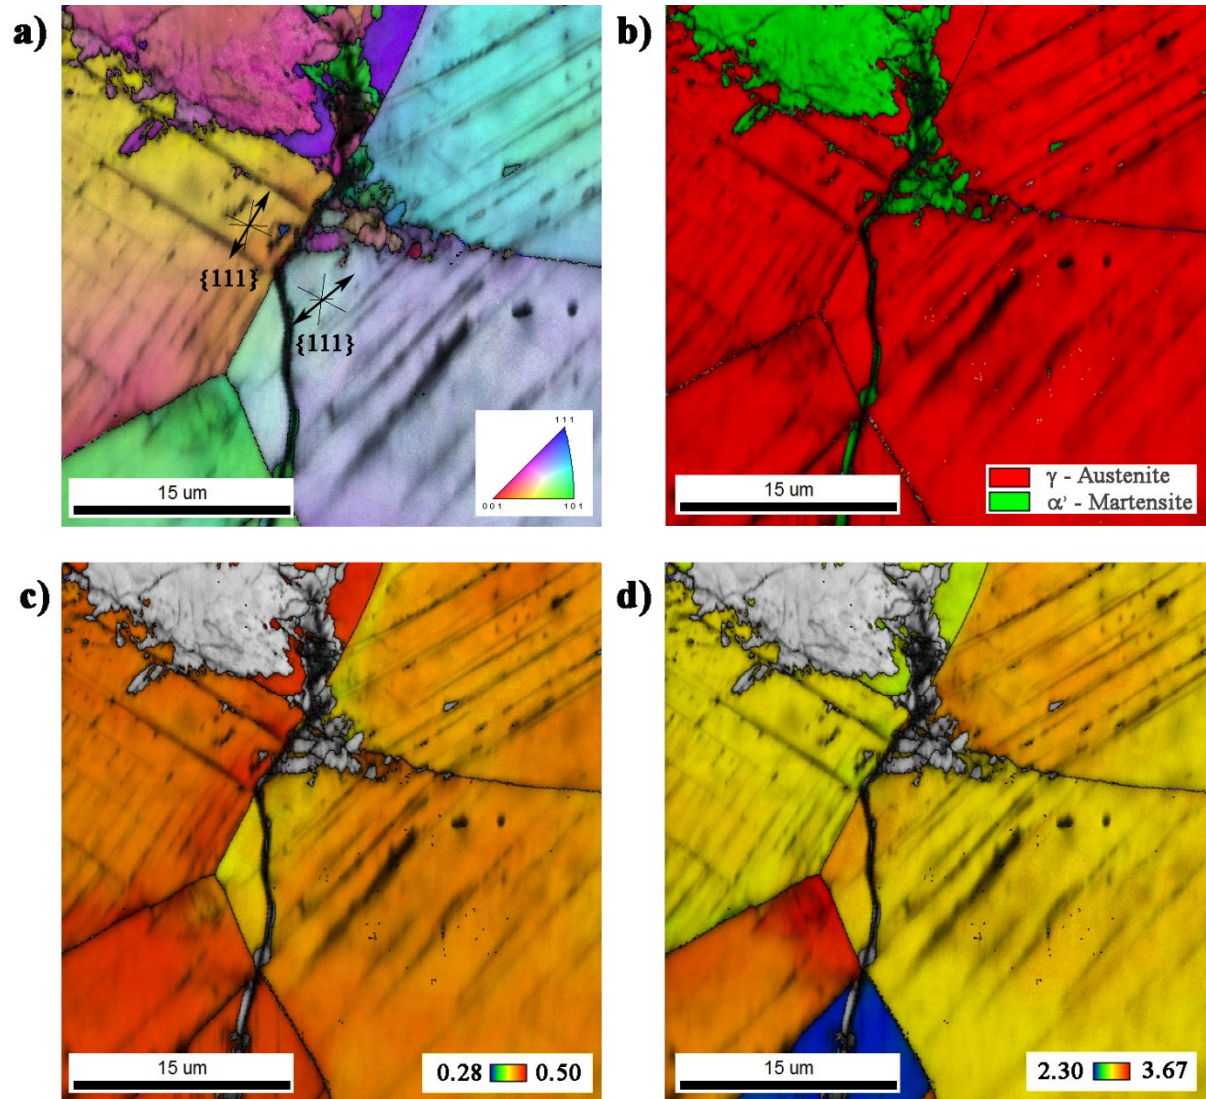 a)
{111}
{111}
111
001
101
15 um
b)
γ - Austenite
α’ - Martensite
15 um
c)
15 um
0.28
0.50
d)
15 um
2.30
3.67